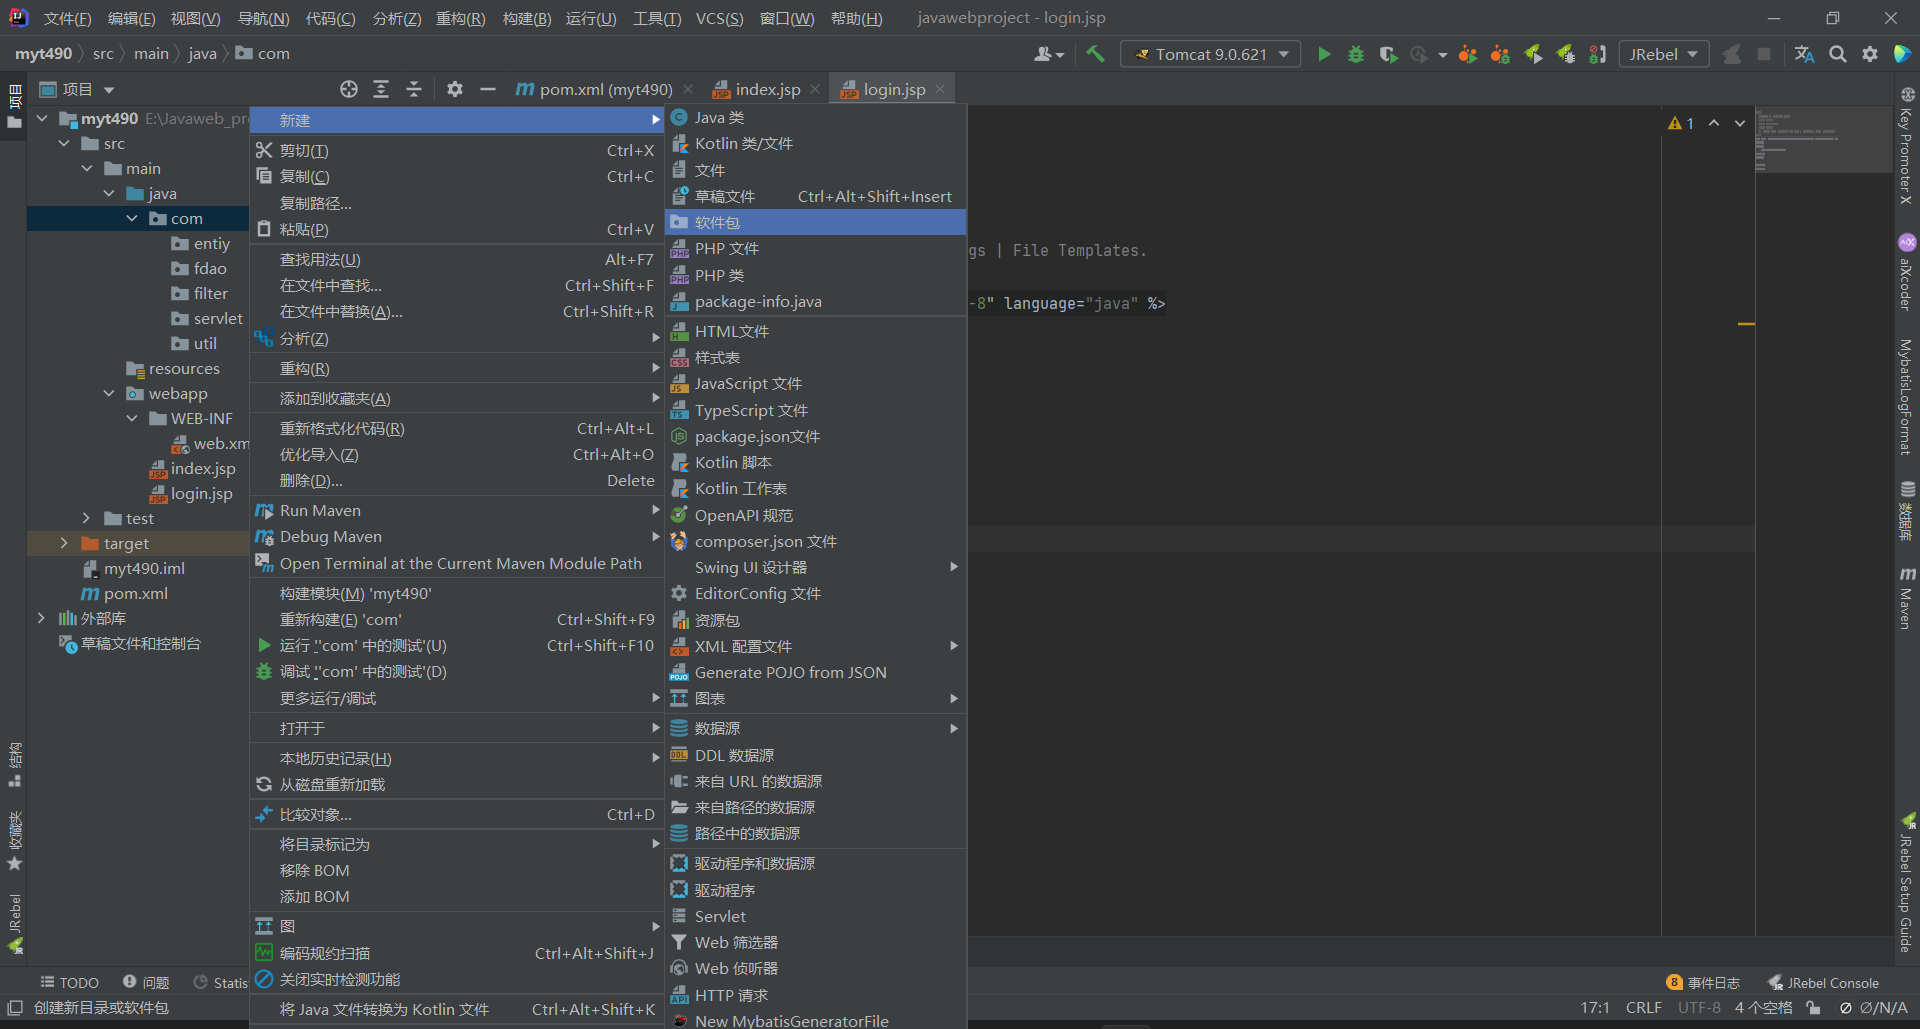 文件(F) 编辑(E) 视图(V) 导航(N) 代码(C) 分析(Z) 重构(R) 构建(B) 运行(U) 工具(T) VCS(S) 窗口(W) 帮助(H) javawebproject - login.jsp
myt490 src main java com
Tomcat 9.0.621
JRebel
项目
pom.xml (myt490)
index.jsp
login.jsp
myt490 E:\Javaweb_pr
src
main
java
com
entiy
fdao
filter
servlet
util
resources
webapp
WEB-INF
web.xm
index.jsp
login.jsp
test
target
myt490.iml
pom.xml
外部库
草稿文件和控制台
新建
剪切(T) Ctrl+X
复制(C) Ctrl+C
复制路径...
粘贴(P) Ctrl+V
查找用法(U) Alt+F7
在文件中查找... Ctrl+Shift+F
在文件中替换(A)... Ctrl+Shift+R
分析(Z)
重构(R)
添加到收藏夹(A)
重新格式化代码(R) Ctrl+Alt+L
优化导入(Z) Ctrl+Alt+O
删除(D)... Delete
Run Maven
Debug Maven
Open Terminal at the Current Maven Module Path
构建模块(M) 'myt490'
重新构建(E) 'com' Ctrl+Shift+F9
运行 ''com' 中的测试'(U) Ctrl+Shift+F10
调试 ''com' 中的测试'(D)
更多运行/调试
打开于
本地历史记录(H)
从磁盘重新加载
比较对象... Ctrl+D
将目录标记为
移除 BOM
添加 BOM
图
编码规约扫描 Ctrl+Alt+Shift+J
关闭实时检测功能
将 Java 文件转换为 Kotlin 文件 Ctrl+Alt+Shift+K
Java 类
Kotlin 类/文件
文件
草稿文件 Ctrl+Alt+Shift+Insert
软件包
PHP 文件
PHP 类
package-info.java
HTML文件
样式表
JavaScript 文件
TypeScript 文件
package.json文件
Kotlin 脚本
Kotlin 工作表
OpenAPI 规范
composer.json 文件
Swing UI 设计器
EditorConfig 文件
资源包
XML 配置文件
Generate POJO from JSON
图表
数据源
DDL 数据源
来自 URL 的数据源
来自路径的数据源
路径中的数据源
驱动程序和数据源
驱动程序
Servlet
Web 筛选器
Web 侦听器
HTTP 请求
New MybatisGeneratorFile
1
gs | File Templates.
-8" language="java" %>
项目
结构
收藏夹
JRebel
Key Promoter X
aiXcoder
MybatisLogFormat
数据库
Maven
JRebel Setup Guide
TODO 问题 Statis
8 事件日志 JRebel Console
创建新目录或软件包
17:1 CRLF UTF-8 4 个空格 ∅/N/A